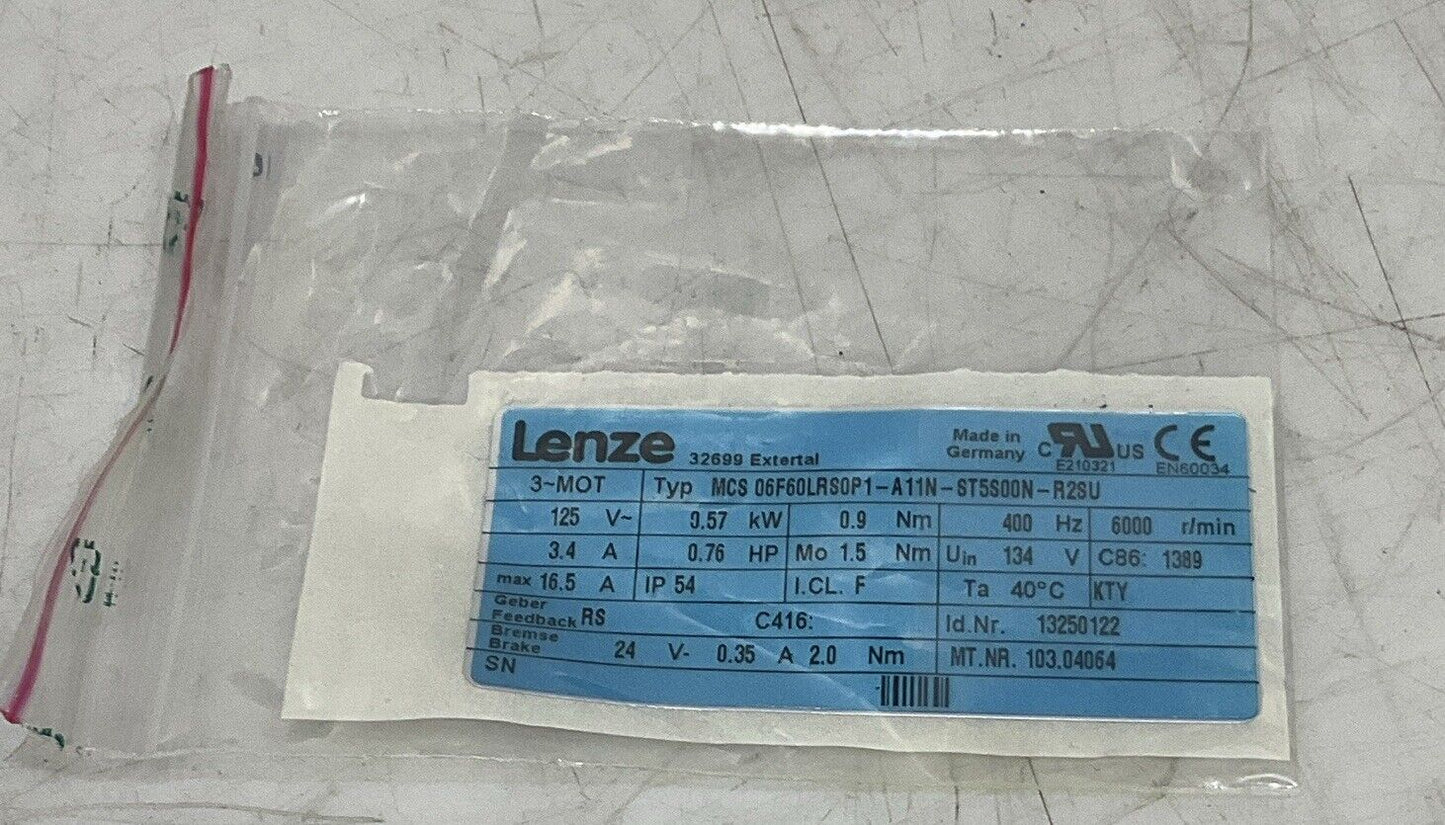 Lenze 32699 Extertal Made in Germany C RU US E210321 CE EN60034
3~MOT Typ MCS 06F60LRS0P1-A11N-ST5S00N-R2SU
125 V~ 0.57 kW 0.9 Nm 400 Hz 6000 r/min
3.4 A 0.76 HP Mo 1.5 Nm Uin 134 V C86: 1389
max 16.5 A IP 54 I.CL. F Ta 40°C KTY
Geber
Feedback RS C416: Id.Nr. 13250122
Bremse
Brake 24 V- 0.35 A 2.0 Nm MT.NR. 103.04064
SN